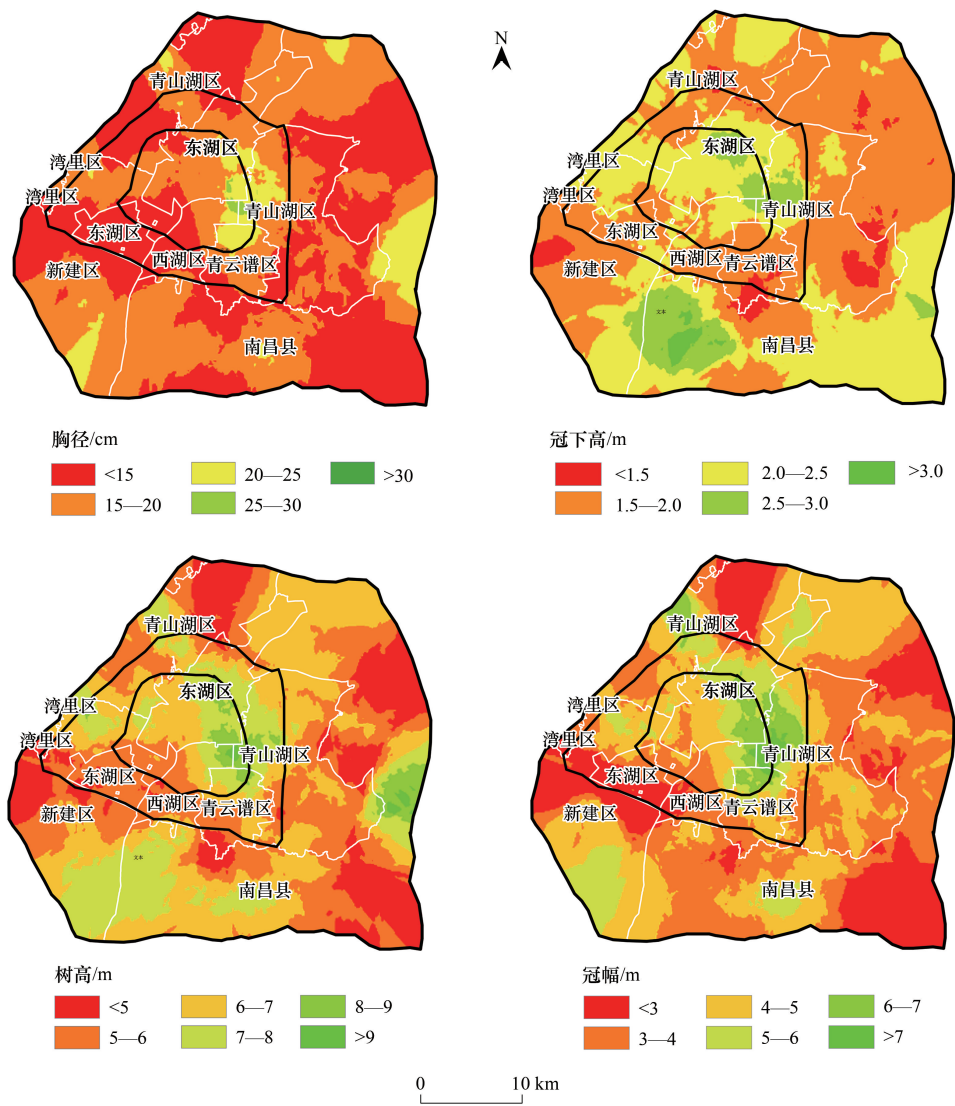 N
青山湖区
东湖区
湾里区
湾里区
青山湖区
东湖区
西湖区
青云谱区
新建区
南昌县
胸径/cm
<15
20—25
>30
15—20
25—30
青山湖区
东湖区
湾里区
湾里区
青山湖区
东湖区
西湖区
青云谱区
新建区
文本
南昌县
冠下高/m
<1.5
2.0—2.5
>3.0
1.5—2.0
2.5—3.0
青山湖区
东湖区
湾里区
湾里区
青山湖区
东湖区
西湖区
青云谱区
新建区
文本
南昌县
树高/m
<5
6—7
8—9
5—6
7—8
>9
青山湖区
东湖区
湾里区
湾里区
青山湖区
东湖区
西湖区
青云谱区
新建区
南昌县
冠幅/m
<3
4—5
6—7
3—4
5—6
>7
0 10 km